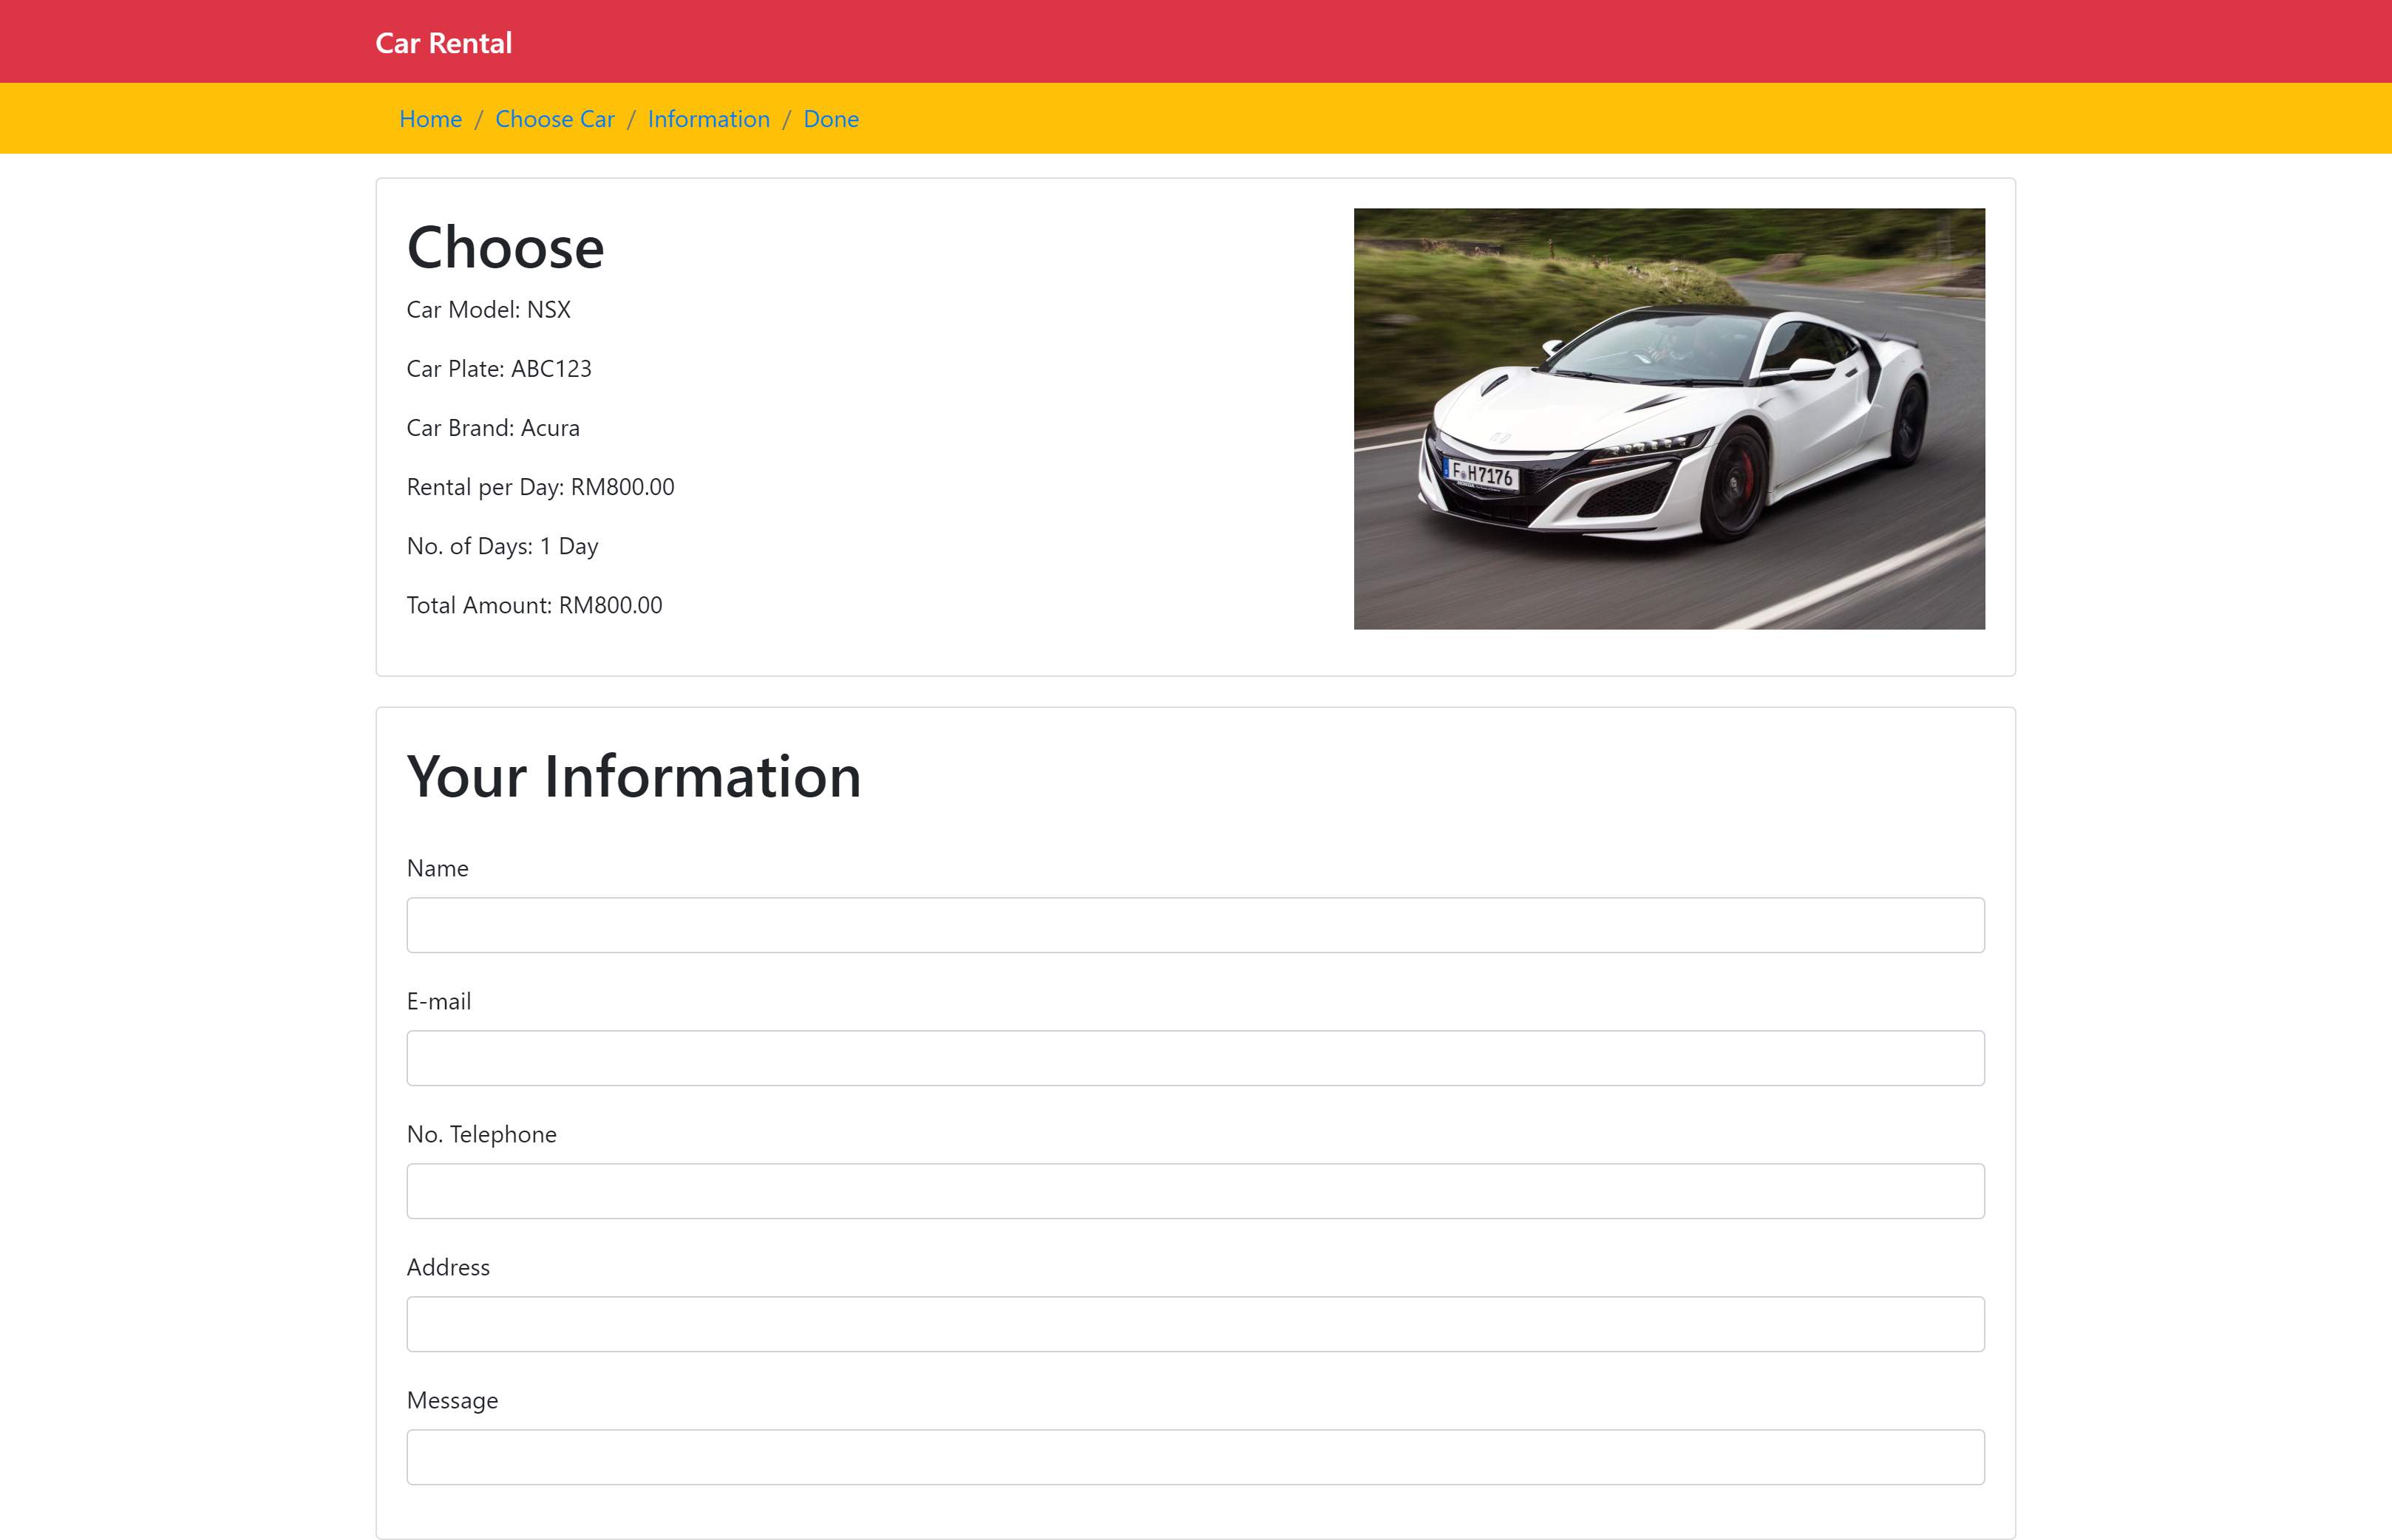 Car Rental
Home / Choose Car / Information / Done
Choose
Car Model: NSX
Car Plate: ABC123
Car Brand: Acura
Rental per Day: RM800.00
No. of Days: 1 Day
Total Amount: RM800.00
F H7176
Your Information
Name
E-mail
No. Telephone
Address
Message